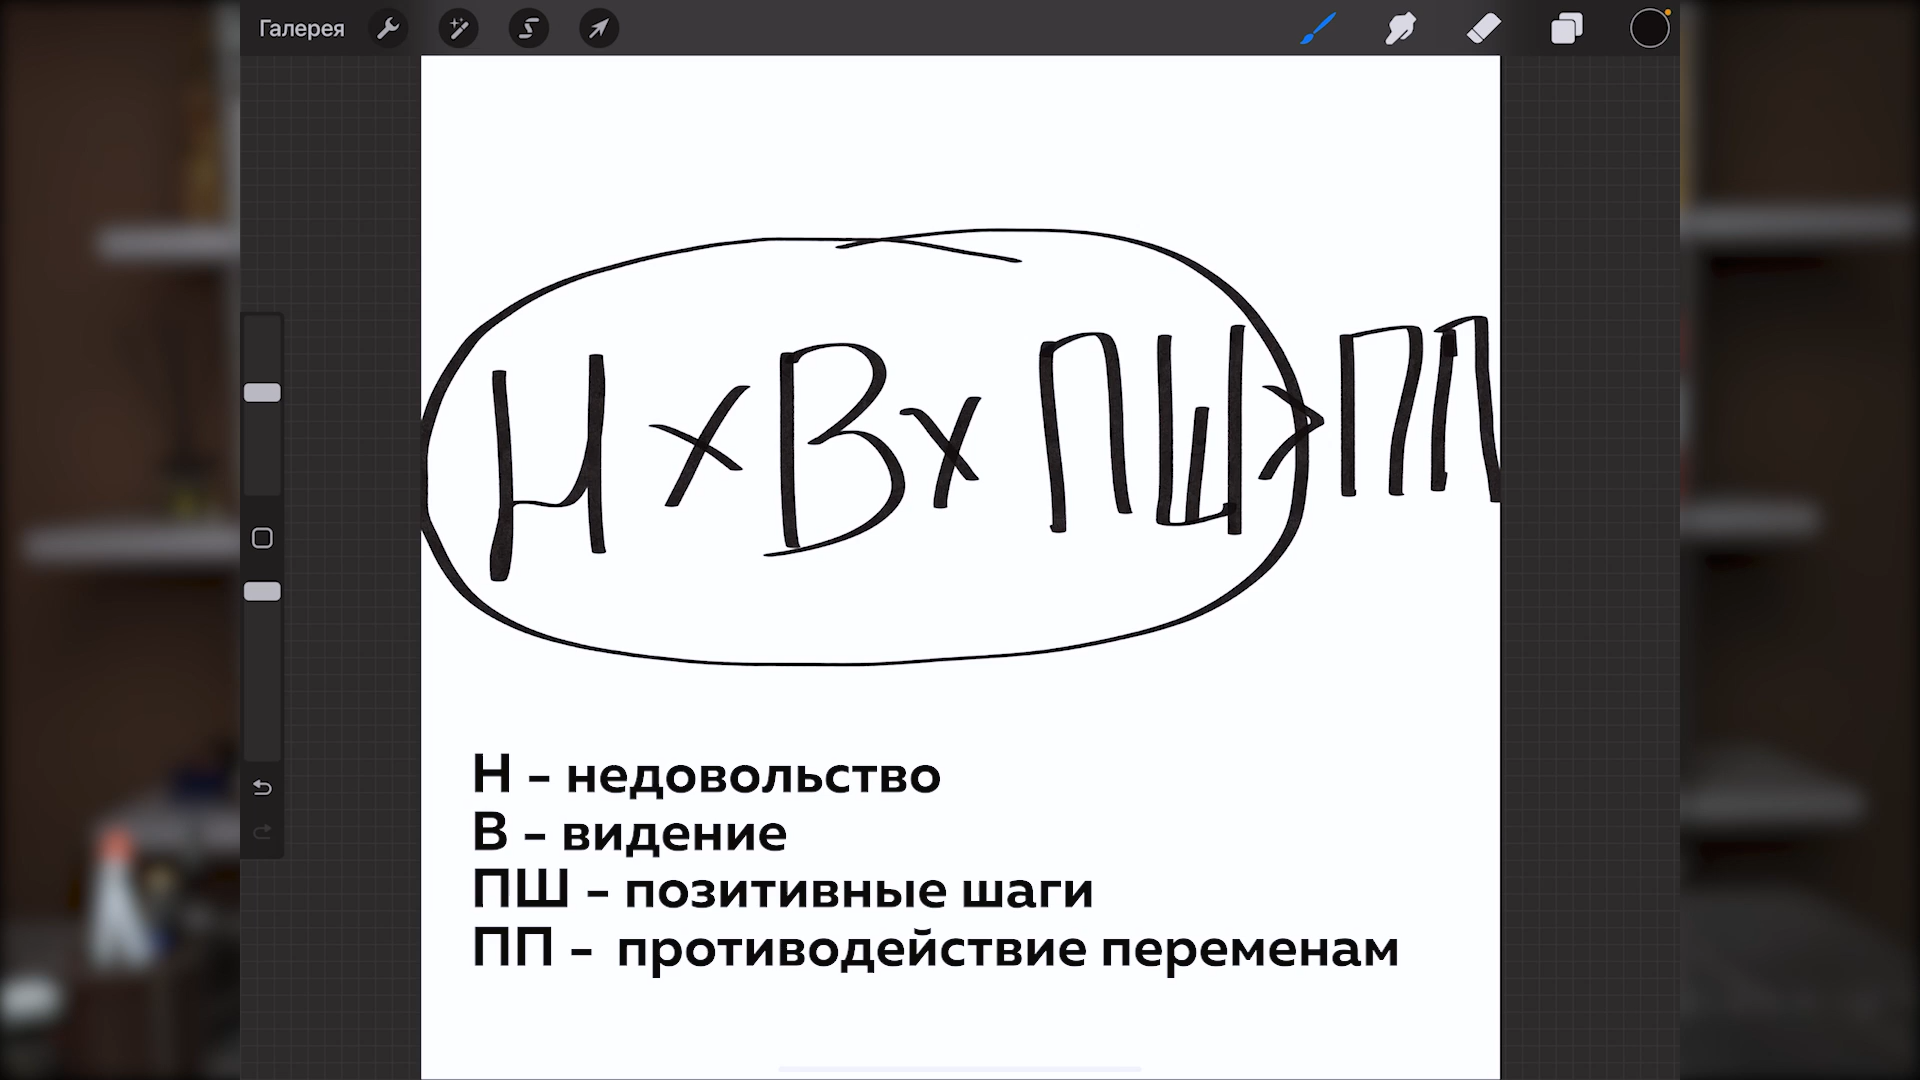 Галерея
Н × В × ПШ > ПП
Н – недовольство
В – видение
ПШ – позитивные шаги
ПП – противодействие переменам